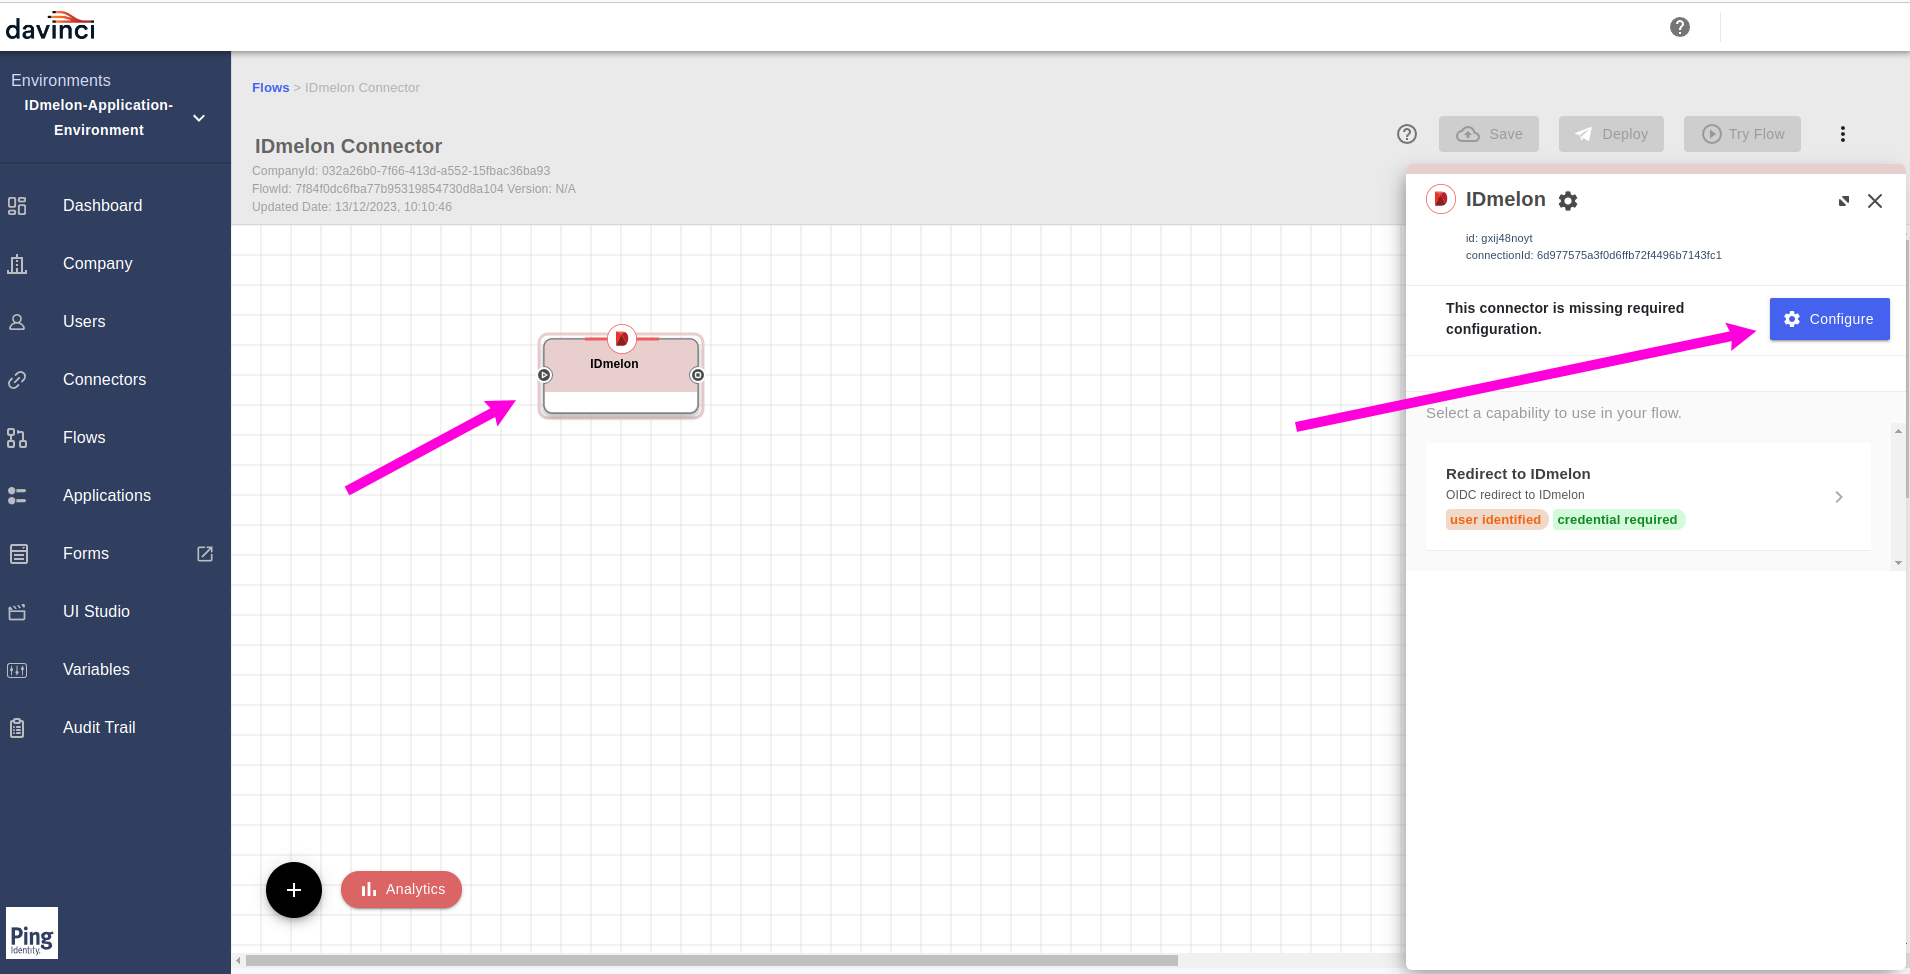 davinci
Environments
IDmelon-Application-
Environment
Dashboard
Company
Users
Connectors
Flows
Applications
Forms
UI Studio
Variables
Audit Trail
Ping
Identity.
Flows > IDmelon Connector
IDmelon Connector
CompanyId: 032a26b0-7f66-413d-a552-15fbac36ba93
FlowId: 7f84f0dc6fba77b95319854730d8a104 Version: N/A
Updated Date: 13/12/2023, 10:10:46
Save
Deploy
Try Flow
IDmelon
Analytics
IDmelon
id: gxij48noyt
connectionId: 6d977575a3f0d6ffb72f4496b7143fc1
This connector is missing required
configuration.
Configure
Select a capability to use in your flow.
Redirect to IDmelon
OIDC redirect to IDmelon
user identified credential required